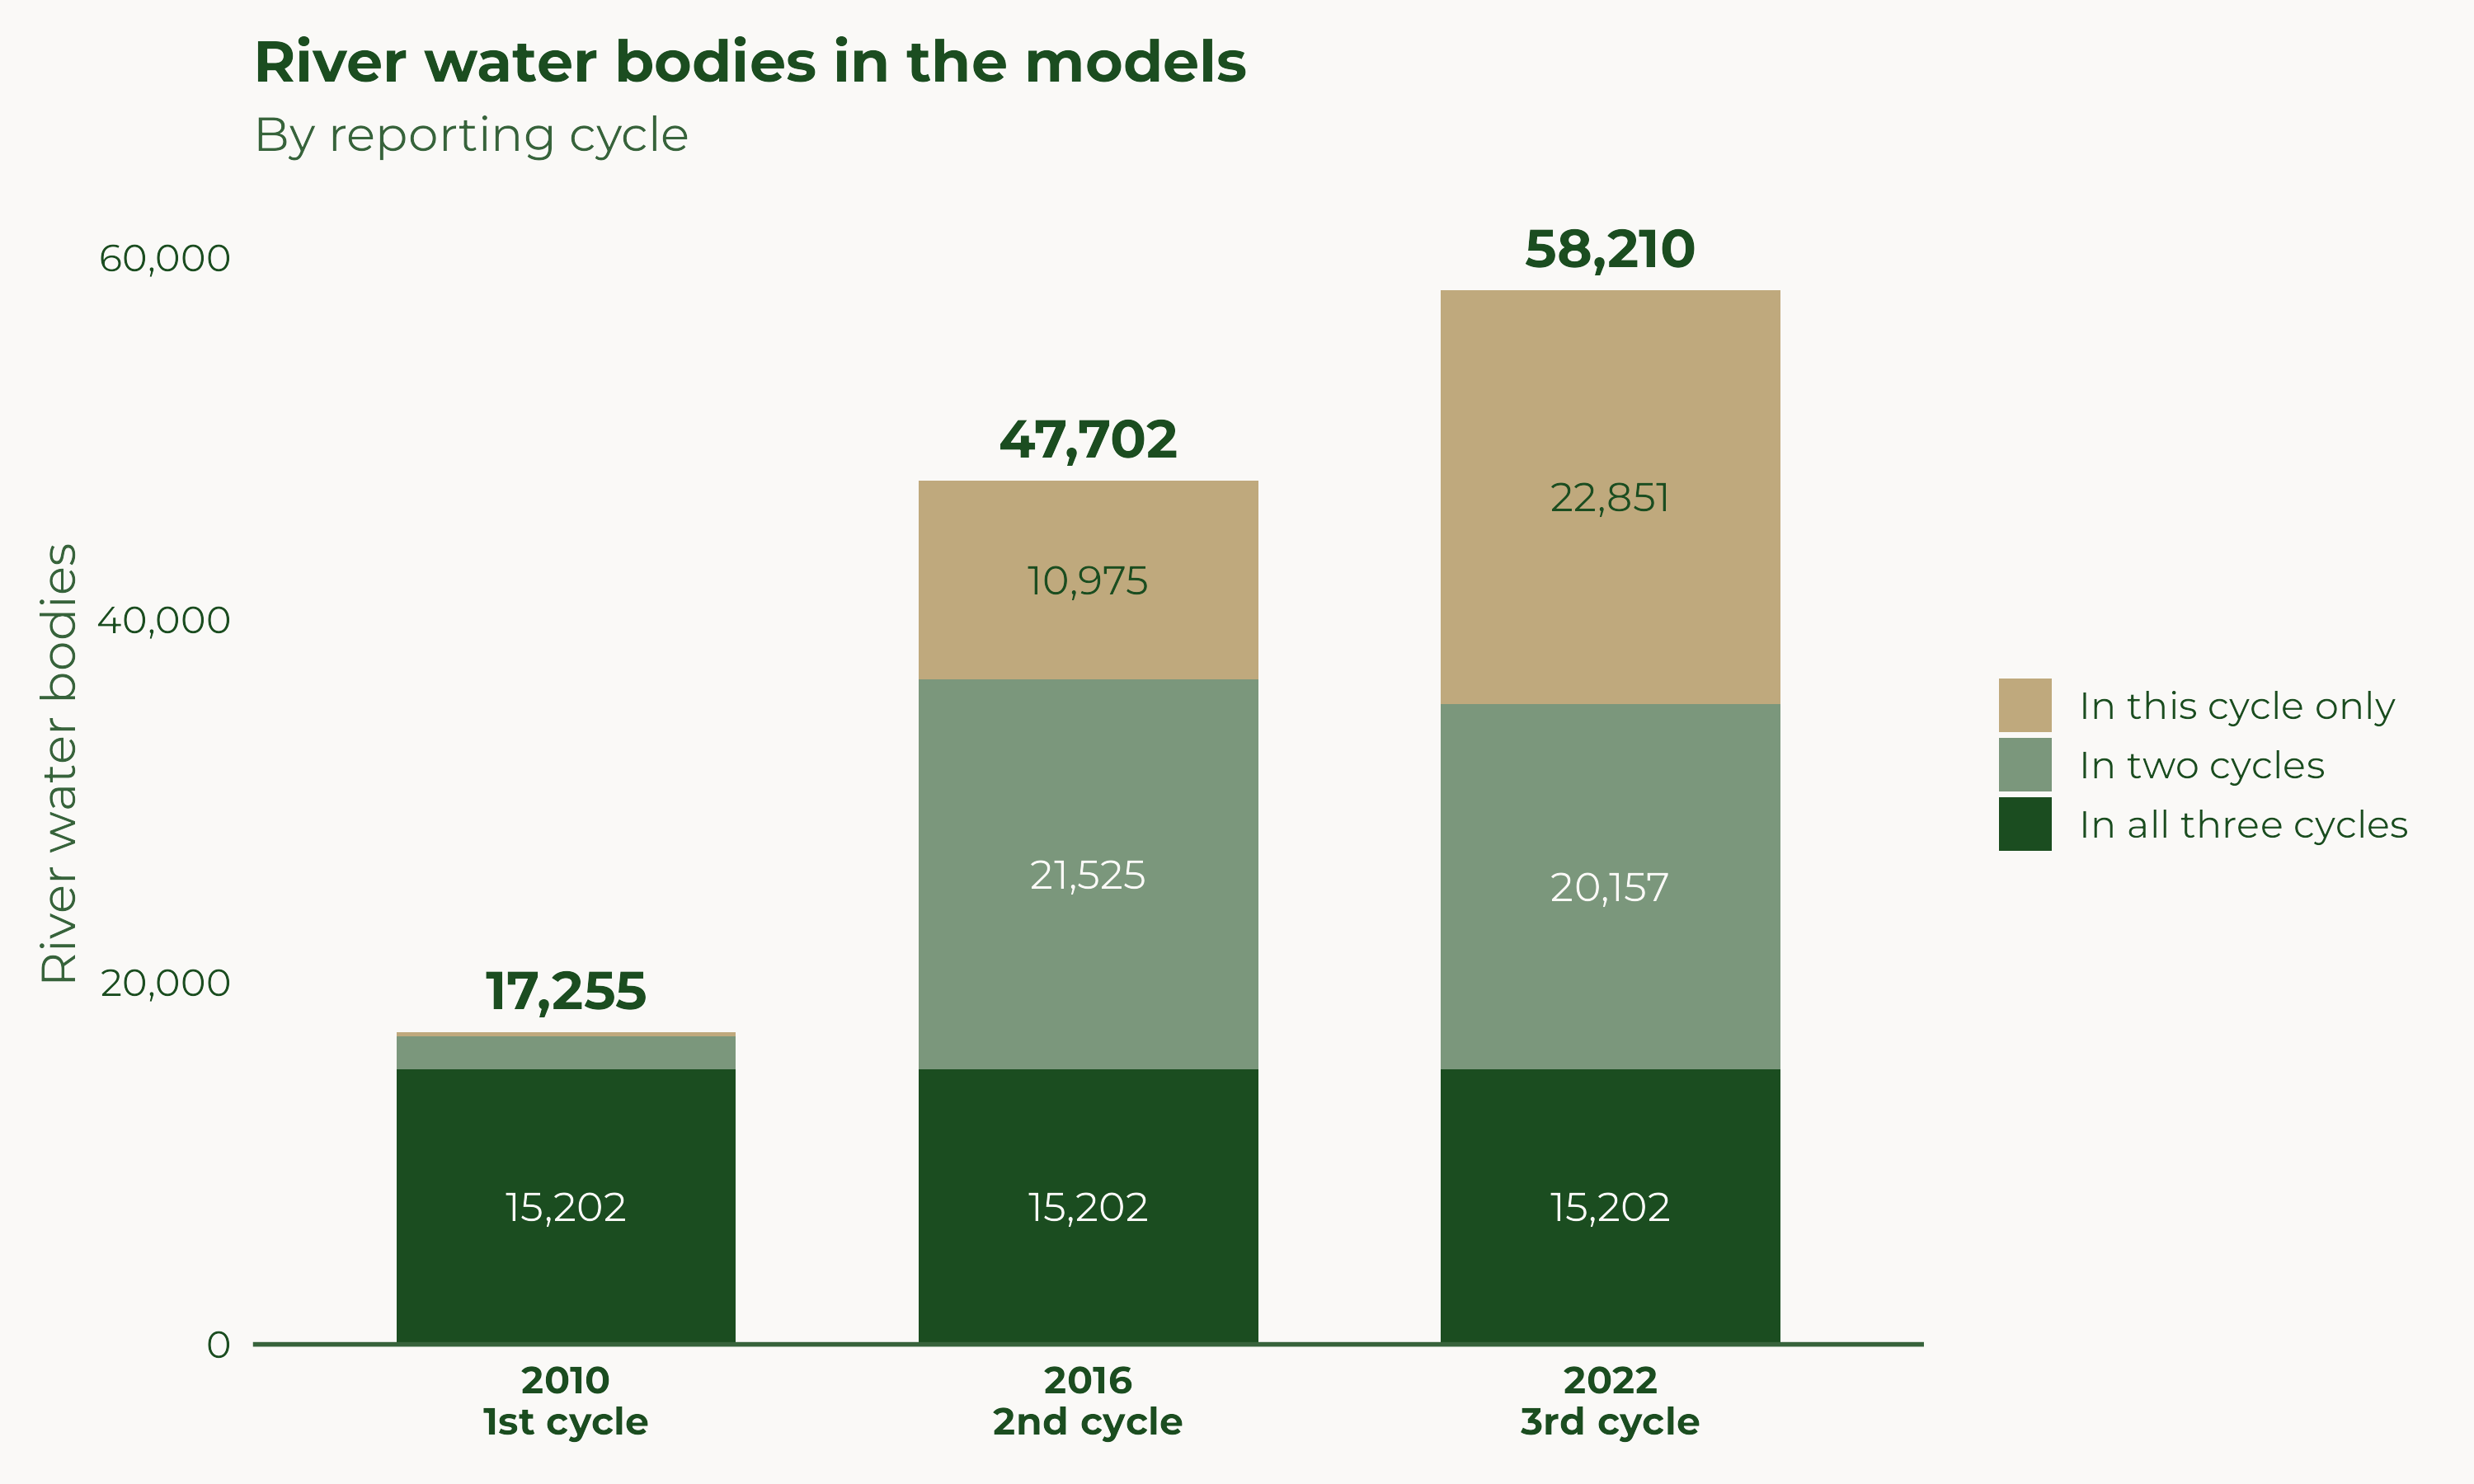 River water bodies in the models
By reporting cycle
River water bodies
60,000
40,000
20,000
0
17,255
15,202
47,702
10,975
21,525
15,202
58,210
22,851
20,157
15,202
2010
1st cycle
2016
2nd cycle
2022
3rd cycle
In this cycle only
In two cycles
In all three cycles